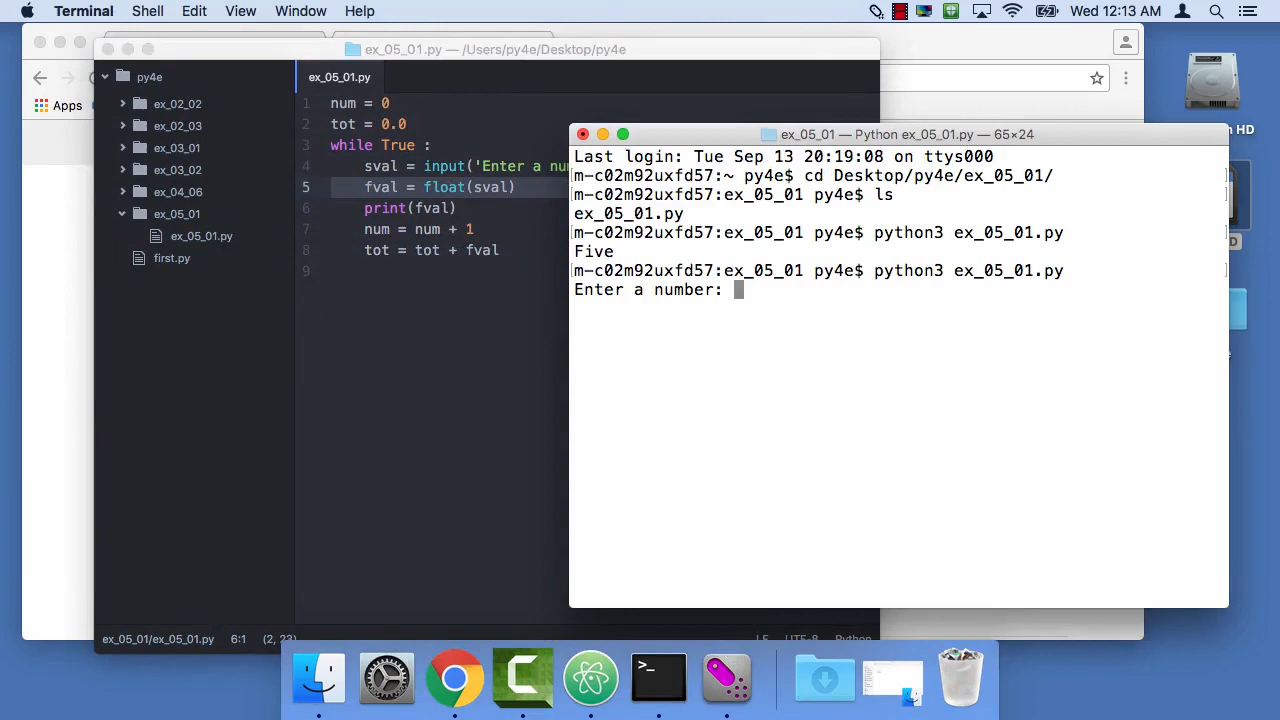 Terminal Shell Edit View Window Help Wed 12:13 AM
ex_05_01.py — /Users/py4e/Desktop/py4e
Apps
py4e
ex_02_02
ex_02_03
ex_03_01
ex_03_02
ex_04_06
ex_05_01
ex_05_01.py
first.py
ex_05_01.py
1 num = 0
2 tot = 0.0
3 while True :
4 sval = input('Enter a nu
5 fval = float(sval)
6 print(fval)
7 num = num + 1
8 tot = tot + fval
9
ex_05_01/ex_05_01.py 6:1 (2, 23) LF UTF-8 Python
ex_05_01 — Python ex_05_01.py — 65×24
Last login: Tue Sep 13 20:19:08 on ttys000
[m-c02m92uxfd57:~ py4e$ cd Desktop/py4e/ex_05_01/ ]
[m-c02m92uxfd57:ex_05_01 py4e$ ls ]
ex_05_01.py
[m-c02m92uxfd57:ex_05_01 py4e$ python3 ex_05_01.py ]
Five
[m-c02m92uxfd57:ex_05_01 py4e$ python3 ex_05_01.py ]
Enter a number:
HD
D
>_